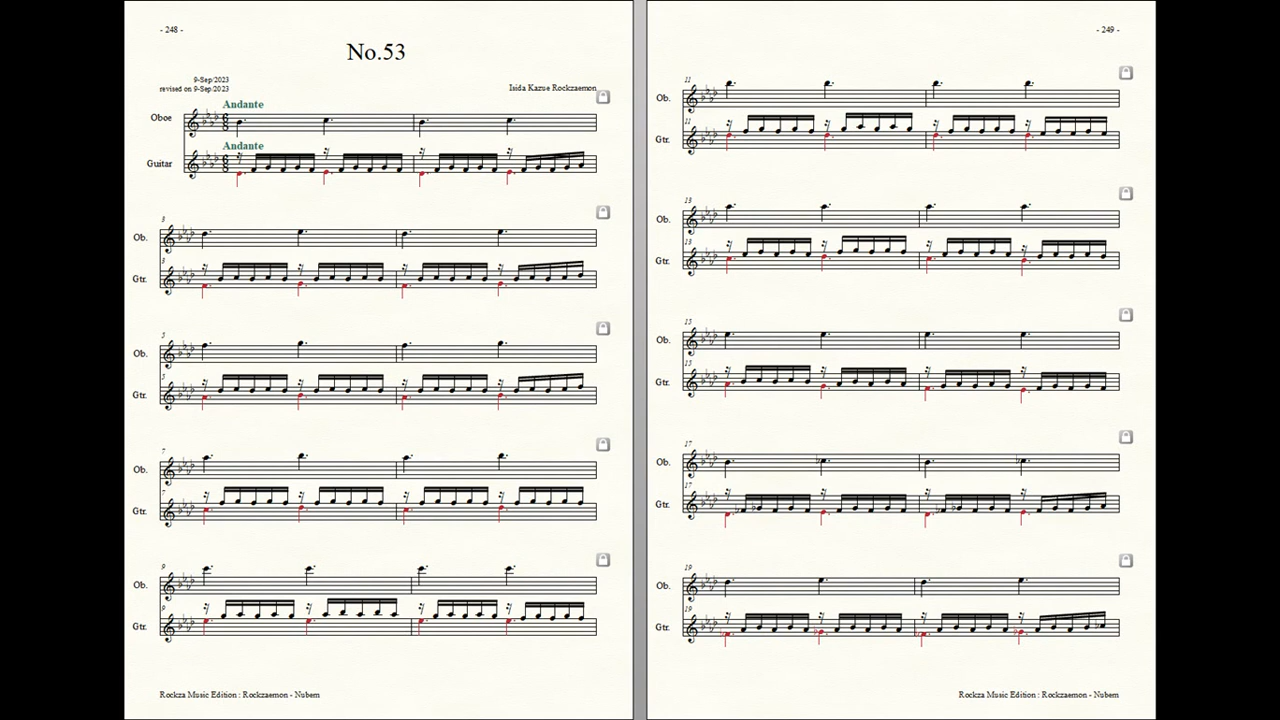 - 248 -
No.53
9-Sep/2023
revised on 9-Sep/2023
Isida Kazue Rockzaemon
Andante
Oboe
Andante
Guitar
3
Ob.
3
Gtr.
5
Ob.
5
Gtr.
7
Ob.
7
Gtr.
9
Ob.
9
Gtr.
Rockza Music Edition : Rockzaemon - Nubem
- 249 -
11
Ob.
11
Gtr.
13
Ob.
13
Gtr.
15
Ob.
15
Gtr.
17
Ob.
17
Gtr.
19
Ob.
19
Gtr.
Rockza Music Edition : Rockzaemon - Nubem